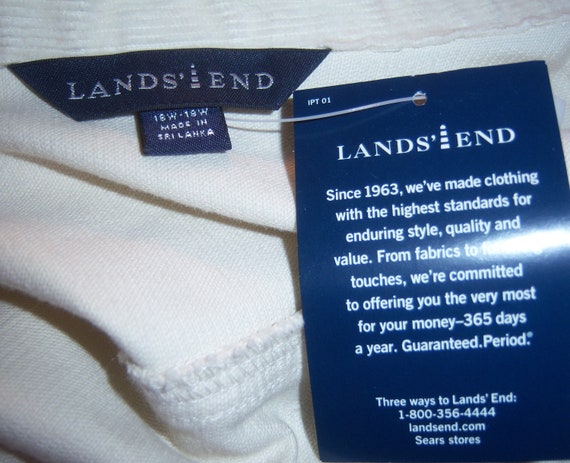 LANDS' END
16W-18W
MADE IN
SRI LANKA
IPT 01
LANDS' END
Since 1963, we've made clothing
with the highest standards for
enduring style, quality and
value. From fabrics to
touches, we're committed
to offering you the very most
for your money–365 days
a year. Guaranteed.Period.®
Three ways to Lands' End:
1-800-356-4444
landsend.com
Sears stores